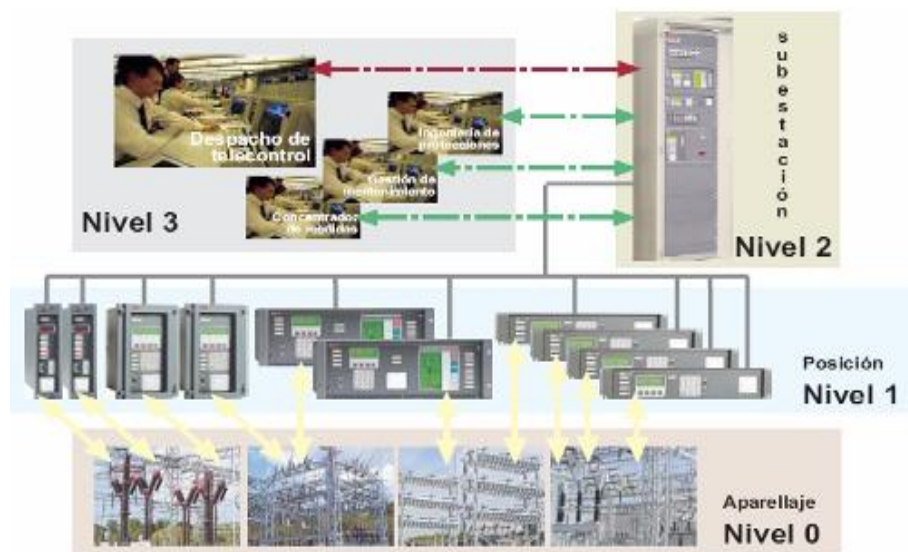 Despacho de
telecontrol
Ingeniería de
protecciones
Gestión de
mantenimiento
Concentrador
de medidas
Nivel 3
subestación
Nivel 2
Posición
Nivel 1
Aparellaje
Nivel 0